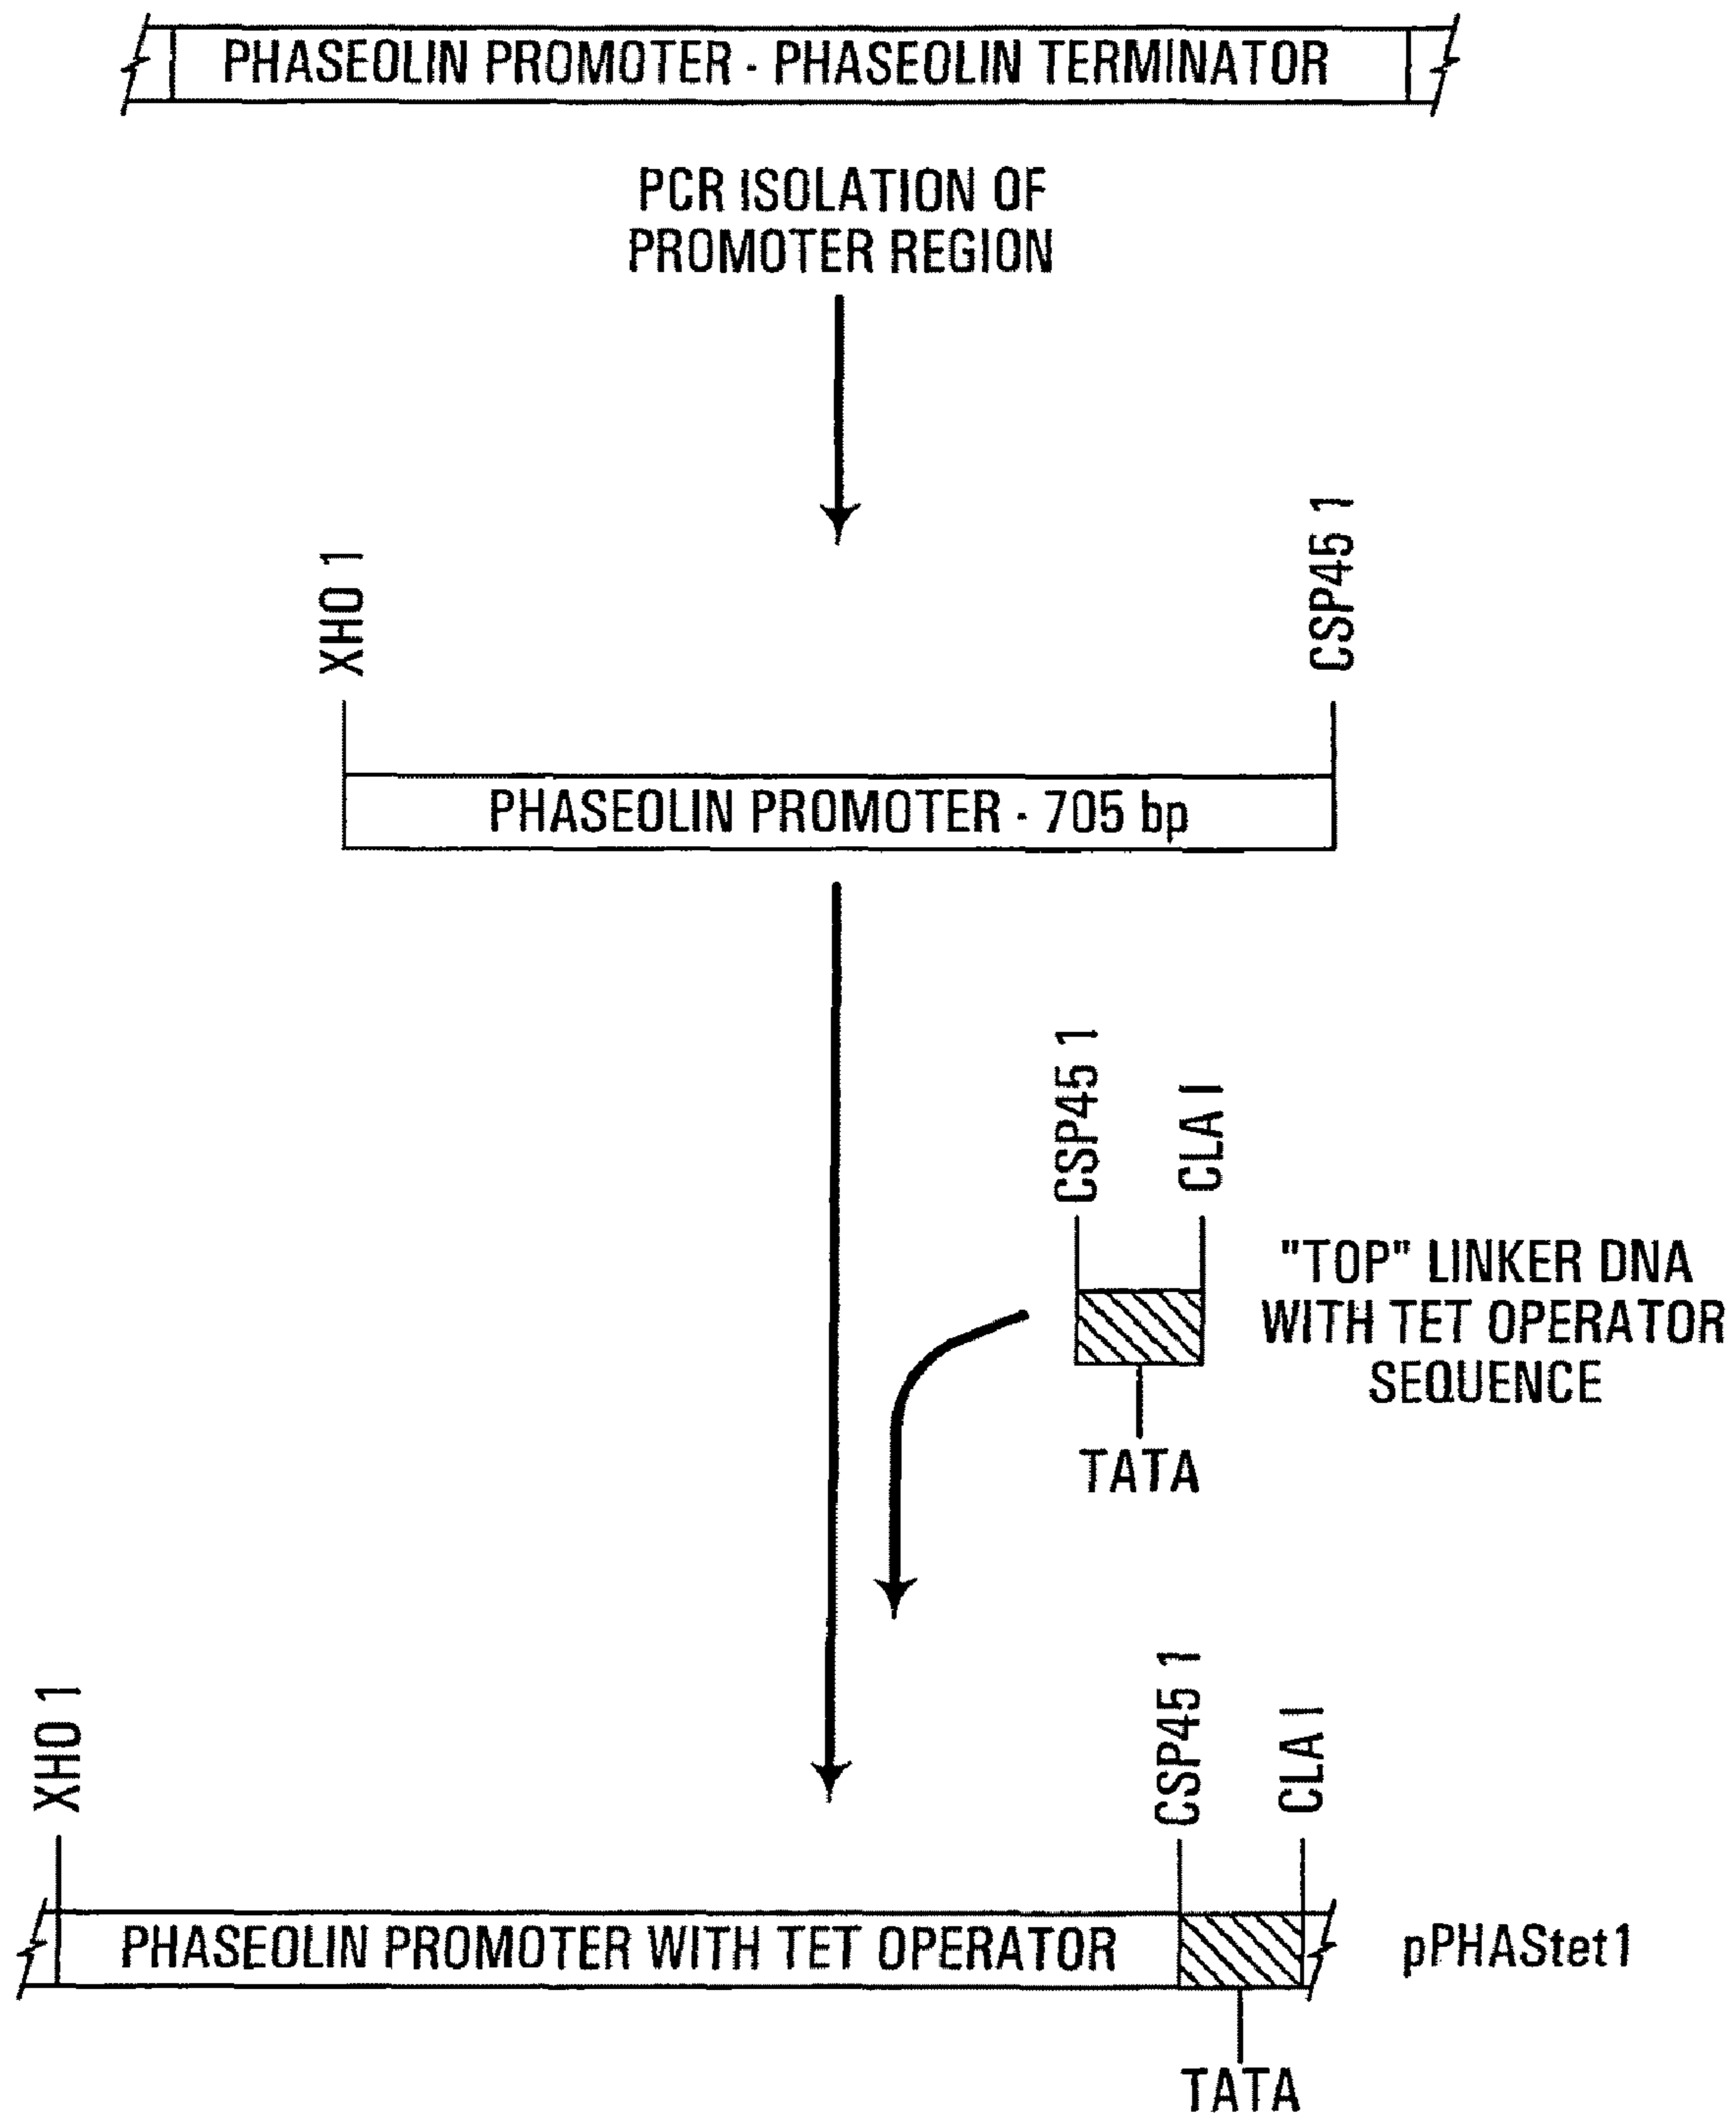 PHASEOLIN PROMOTER - PHASEOLIN TERMINATOR
PCR ISOLATION OF
PROMOTER REGION
XHO 1
CSP45 1
PHASEOLIN PROMOTER - 705 bp
CSP45 1
CLA I
"TOP" LINKER DNA
WITH TET OPERATOR
SEQUENCE
TATA
XHO 1
CSP45 1
CLA I
PHASEOLIN PROMOTER WITH TET OPERATOR
pPHAStet1
TATA